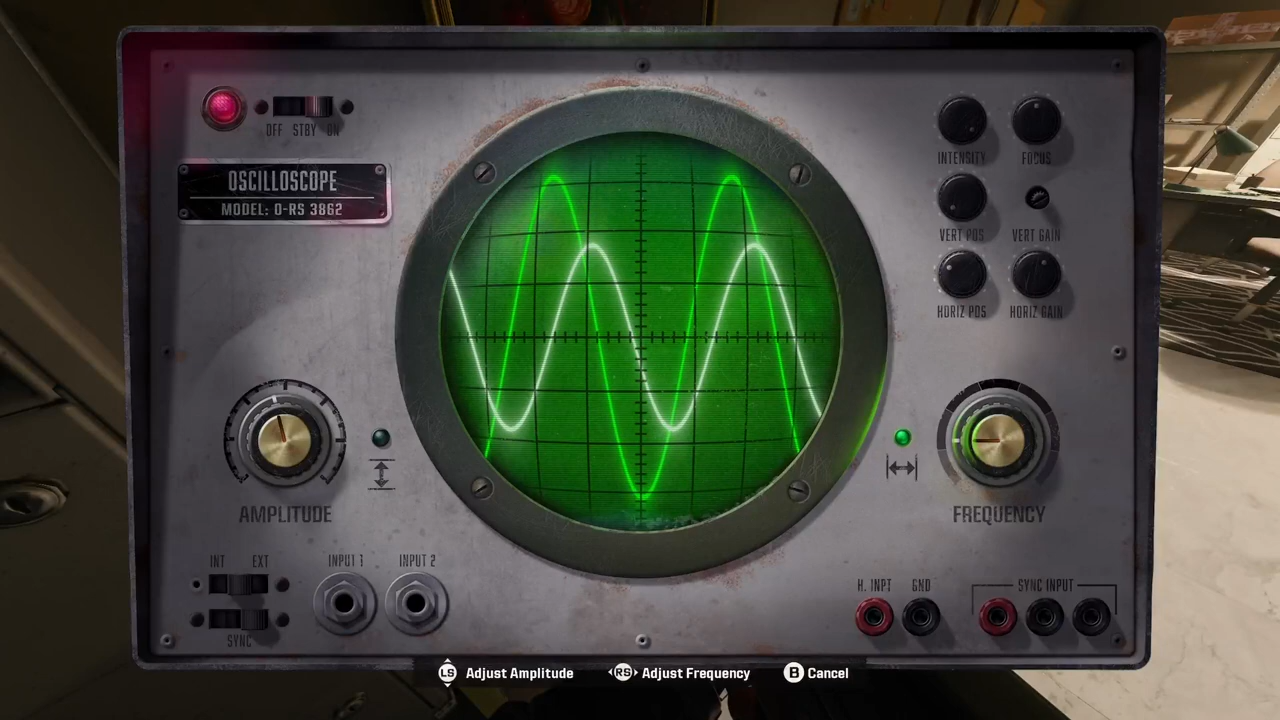 OFF STBY ON
OSCILLOSCOPE
MODEL: O-RS 3862
INTENSITY FOCUS
VERT POS VERT GAIN
HORIZ POS HORIZ GAIN
AMPLITUDE
FREQUENCY
INT EXT
INPUT 1 INPUT 2
SYNC
H. INPT GND
SYNC INPUT
LS Adjust Amplitude RS Adjust Frequency B Cancel